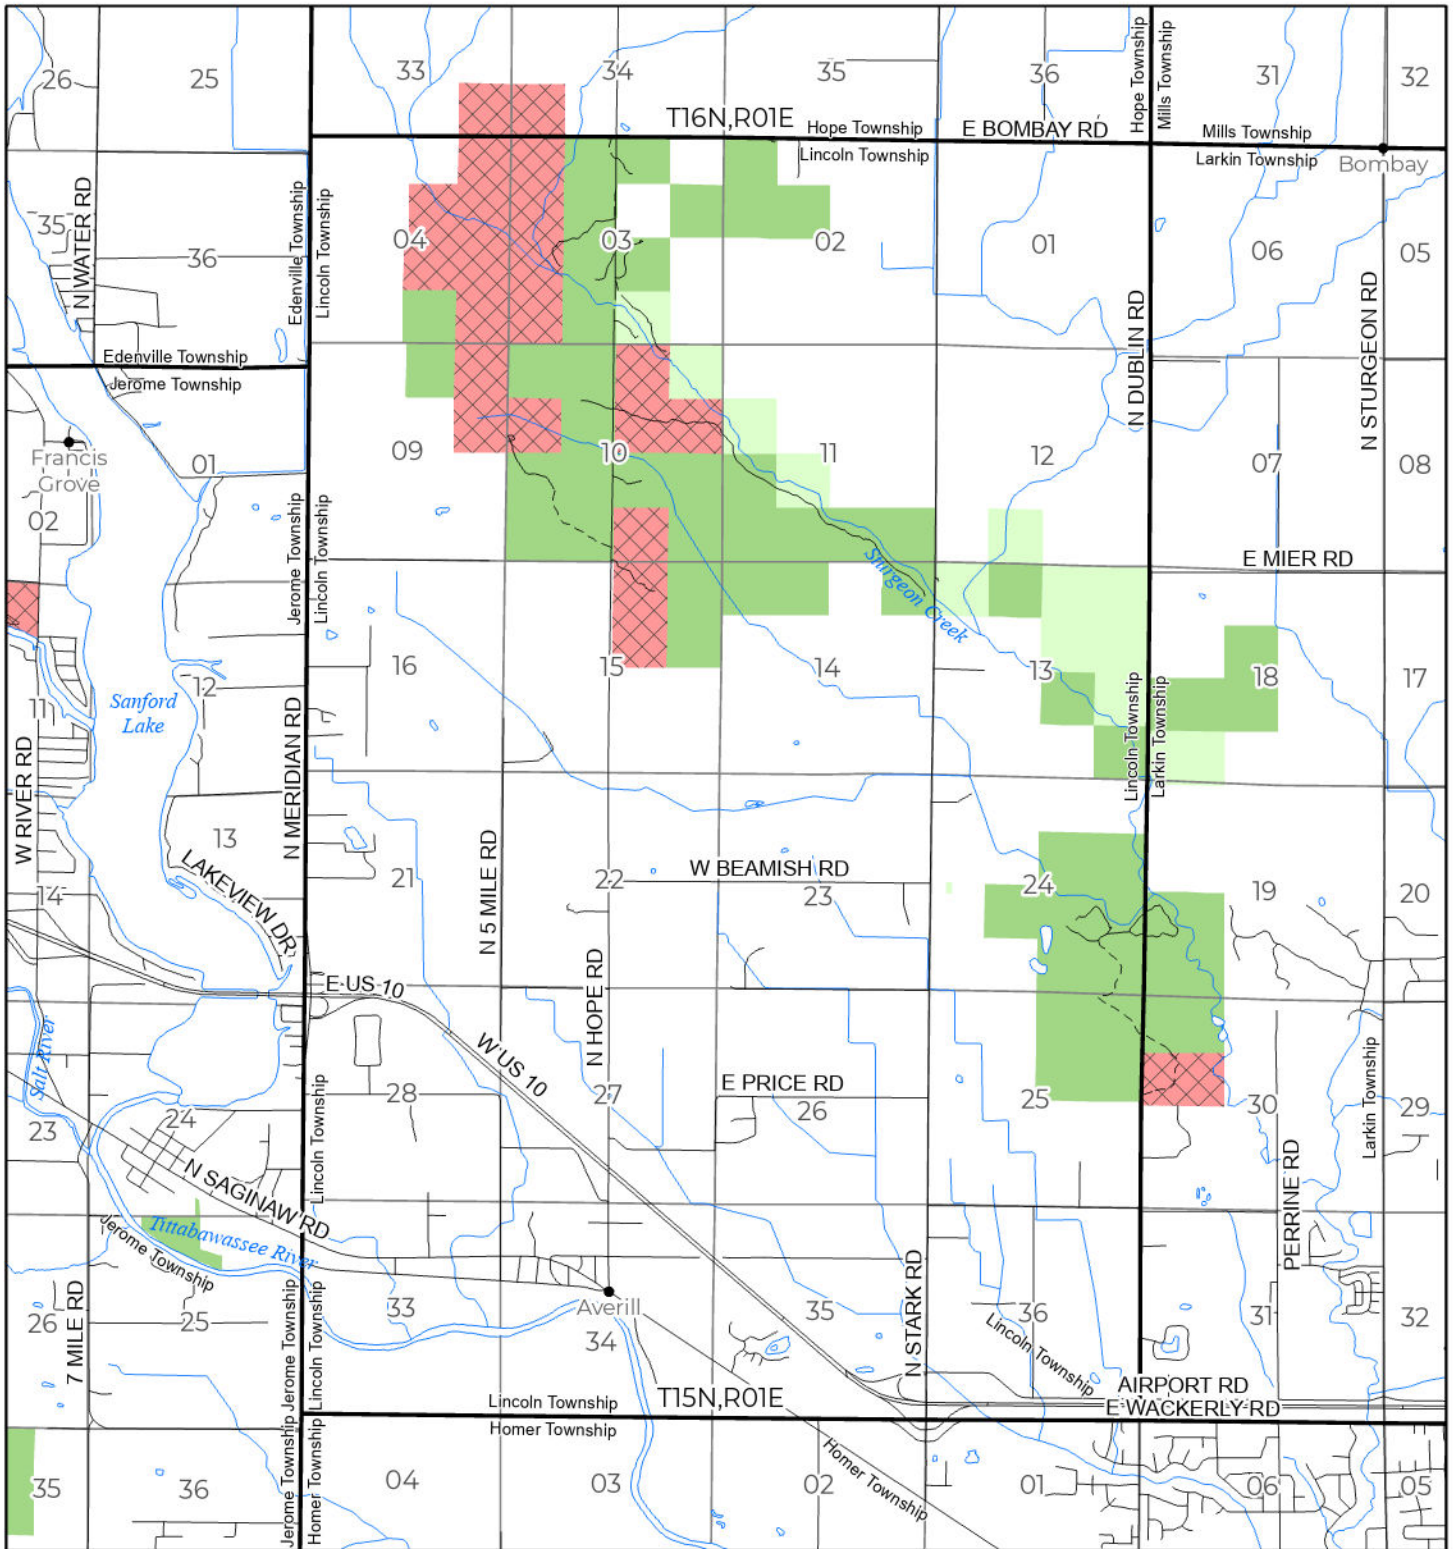 26
25
33
34
35
36
31
32
T16N,R01E
Hope Township
E BOMBAY RD
Hope Township
Mills Township
Mills Township
Lincoln Township
Larkin Township
Bombay
35
N WATER RD
36
Edenville Township
Lincoln Township
04
03
02
01
06
05
N DUBLIN RD
N STURGEON RD
Edenville Township
Jerome Township
Francis
Grove
01
02
09
10
11
12
07
08
Jerome Township
Lincoln Township
E MIER RD
Sturgeon Creek
16
15
14
13
18
17
11
12
Sanford
Lake
N MERIDIAN RD
W RIVER RD
Lincoln Township
Larkin Township
13
14
LAKEVIEW DR
21
N 5 MILE RD
22
W BEAMISH RD
23
24
19
20
E US 10
N HOPE RD
W US 10
Salt River
28
27
E PRICE RD
26
25
30
29
Larkin Township
23
24
Lincoln Township
N SAGINAW RD
PERRINE RD
Tittabawassee River
Jerome Township
7 MILE RD
26
25
Jerome Township
Lincoln Township
33
Averill
34
35
N STARK RD
36
Lincoln Township
31
32
AIRPORT RD
E WACKERLY RD
T15N,R01E
Lincoln Township
Homer Township
Jerome Township
Homer Township
35
36
04
03
02
Homer Township
01
06
05